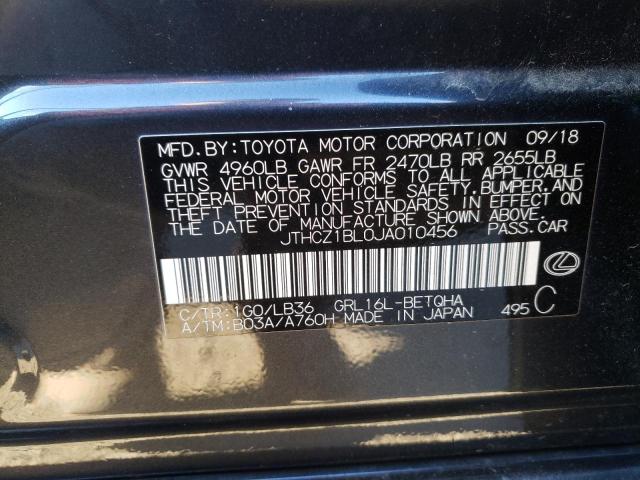 MFD.BY:TOYOTA MOTOR CORPORATION 09/18
GVWR 4960LB GAWR FR 2470LB RR 2655LB
THIS VEHICLE CONFORMS TO ALL APPLICABLE
FEDERAL MOTOR VEHICLE SAFETY,BUMPER,AND
THEFT PREVENTION STANDARDS IN EFFECT ON
THE DATE OF MANUFACTURE SHOWN ABOVE.
JTHCZ1BL0JA010456 PASS.CAR
C/TR:1G0/LB36 GRL16L-BETQHA
A/TM:B03A/A760H MADE IN JAPAN 495 C